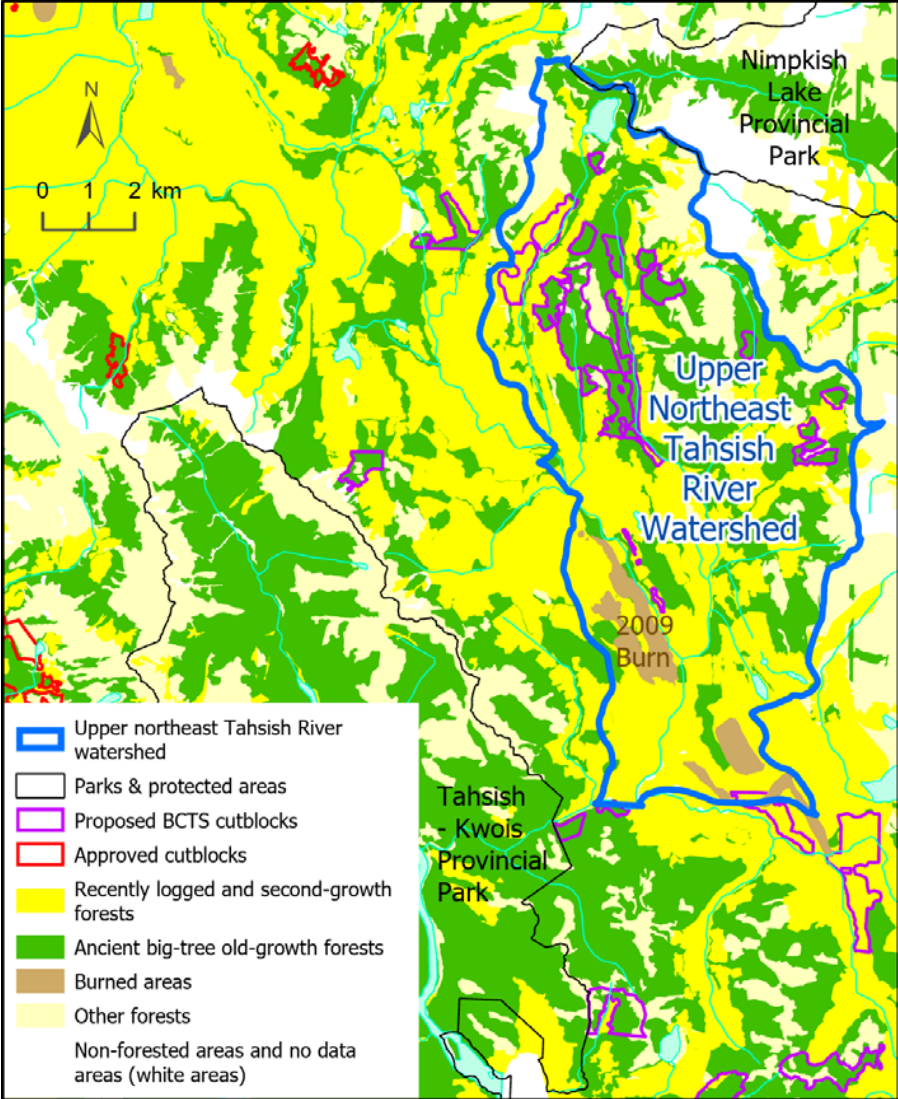 Nimpkish
Lake
Provincial
Park
N
0 1 2 km
Upper
Northeast
Tahsish
River
Watershed
2009
Burn
Tahsish
- Kwois
Provincial
Park
Upper northeast Tahsish River
watershed
Parks & protected areas
Proposed BCTS cutblocks
Approved cutblocks
Recently logged and second-growth
forests
Ancient big-tree old-growth forests
Burned areas
Other forests
Non-forested areas and no data
areas (white areas)